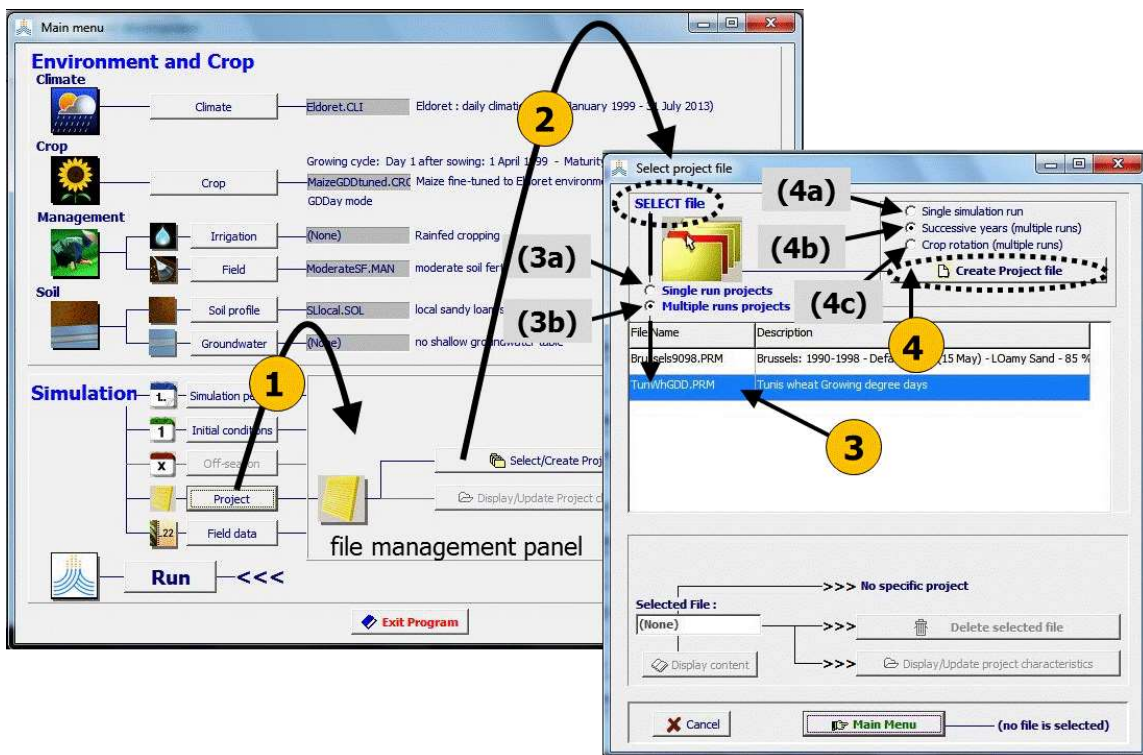 Main menu
Environment and Crop
Climate
Climate
Eldoret.CLI
Eldoret : daily climatic
January 1999 - 31 July 2013)
Crop
Growing cycle: Day 1 after sowing: 1 April 1999 - Maturity
Crop
MaizeGDDtuned.CRO
Maize fine-tuned to Eldoret environme
GDDay mode
Management
Irrigation
(None)
Rainfed cropping
Field
ModerateSF.MAN
moderate soil fert
Soil
Soil profile
SLlocal.SOL
local sandy loam s
Groundwater
(None)
no shallow groundwater table
Simulation
1..
Simulation pe
1
Initial conditions
X
Off-season
Project
..22
Field data
Select/Create Proj
Display/Update Project c
file management panel
Run
<<<
Exit Program
1
2
Select project file
SELECT file
(4a)
(4b)
(4c)
Single simulation run
Successive years (multiple runs)
Crop rotation (multiple runs)
Create Project file
4
(3a)
(3b)
Single run projects
Multiple runs projects
File Name
Description
Brussels9098.PRM
Brussels: 1990-1998 - Defa
(15 May) - LOamy Sand - 85 %
TunWhGDD.PRM
Tunis wheat Growing degree days
3
>>> No specific project
Selected File :
(None)
>>>
Delete selected file
Display content
>>>
Display/Update project characteristics
Cancel
Main Menu
(no file is selected)